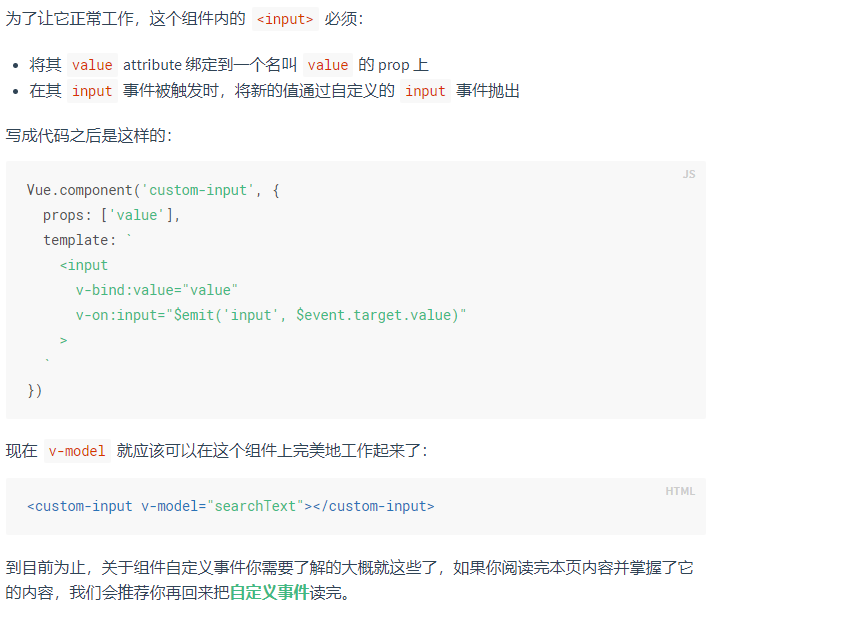 为了让它正常工作，这个组件内的 <input> 必须：
• 将其 value attribute 绑定到一个名叫 value 的 prop 上
• 在其 input 事件被触发时，将新的值通过自定义的 input 事件抛出
写成代码之后是这样的：
JS
Vue.component('custom-input', {
  props: ['value'],
  template: `
    <input
      v-bind:value="value"
      v-on:input="$emit('input', $event.target.value)"
    >
  `
})
现在 v-model 就应该可以在这个组件上完美地工作起来了：
HTML
<custom-input v-model="searchText"></custom-input>
到目前为止，关于组件自定义事件你需要了解的大概就这些了，如果你阅读完本页内容并掌握了它
的内容，我们会推荐你再回来把自定义事件读完。